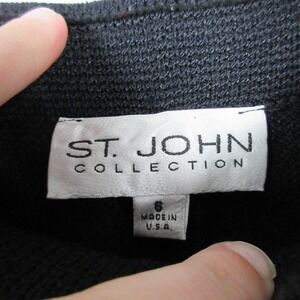 ST. JOHN
COLLECTION
6
MADE IN
U.S.A.